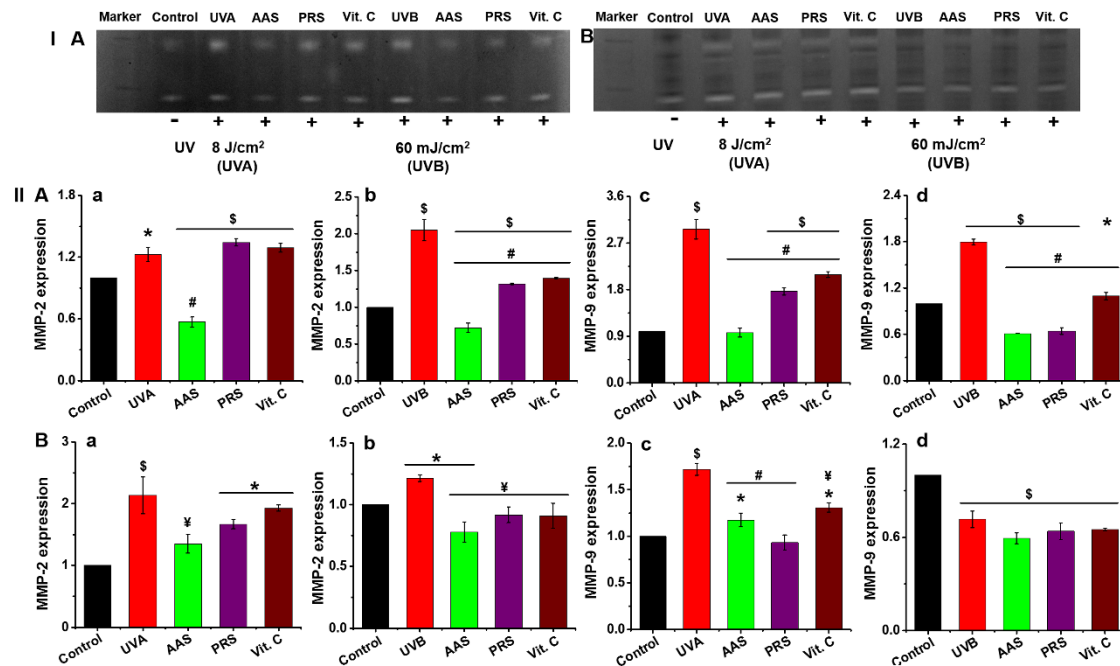 Marker Control UVA AAS PRS Vit. C UVB AAS PRS Vit. C
I A
- + + + + + + + +
UV 8 J/cm² 60 mJ/cm²
(UVA) (UVB)
Marker Control UVA AAS PRS Vit. C UVB AAS PRS Vit. C
B
- + + + + + + + +
UV 8 J/cm² 60 mJ/cm²
(UVA) (UVB)
II A
a
MMP-2 expression
1.8
1.2
0.6
0.0
* # $
Control UVA AAS PRS Vit. C
b
MMP-2 expression
2.5
2.0
1.5
1.0
0.5
0.0
$ $
#
Control UVB AAS PRS Vit. C
c
MMP-9 expression
3.6
2.7
1.8
0.9
0.0
$ $
#
Control UVA AAS PRS Vit. C
d
MMP-9 expression
2.4
1.8
1.2
0.6
0.0
$ *
#
Control UVB AAS PRS Vit. C
B
a
MMP-2 expression
3
2
1
0
$ ¥ *
Control UVA AAS PRS Vit. C
b
MMP-2 expression
1.5
1.0
0.5
0.0
* ¥
Control UVB AAS PRS Vit. C
c
MMP-9 expression
2.0
1.5
1.0
0.5
0.0
$ # ¥
* *
Control UVA AAS PRS Vit. C
d
MMP-9 expression
1.2
0.6
0.0
$
Control UVB AAS PRS Vit. C